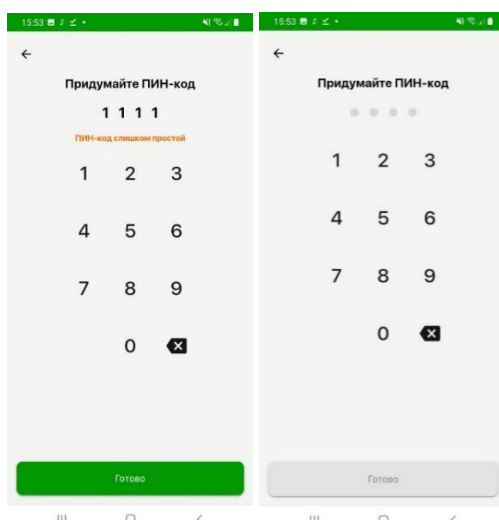 15:53
Придумайте ПИН-код
1 1 1 1
ПИН-код слишком простой
1 2 3
4 5 6
7 8 9
0
Готово
15:53
Придумайте ПИН-код
1 2 3
4 5 6
7 8 9
0
Готово